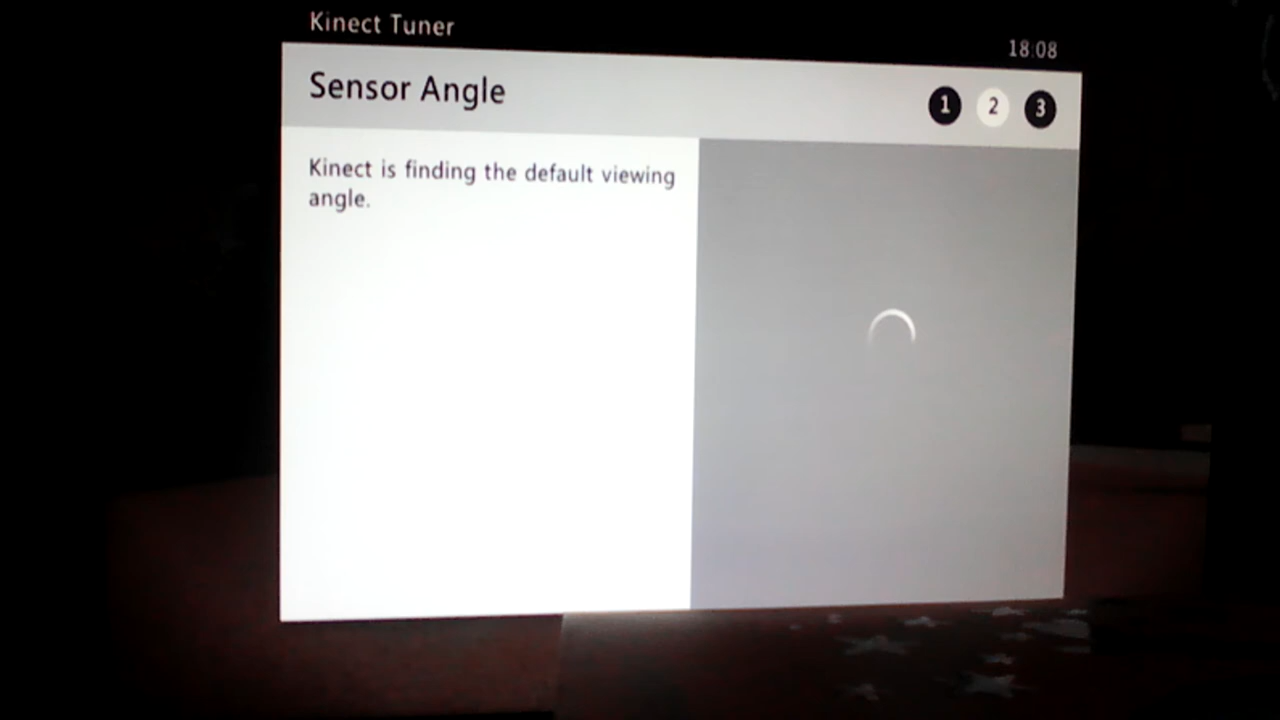 Kinect Tuner
18:08
Sensor Angle
1 2 3
Kinect is finding the default viewing
angle.